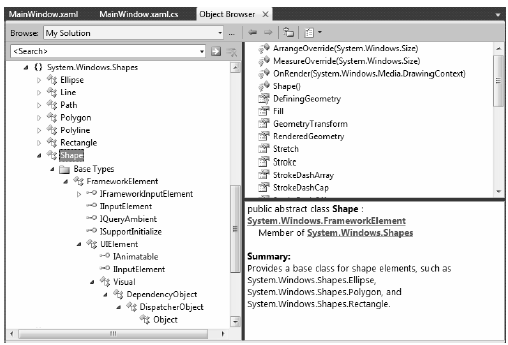 MainWindow.xaml MainWindow.xaml.cs Object Browser ×
Browse: My Solution ...
<Search>
{} System.Windows.Shapes
Ellipse
Line
Path
Polygon
Polyline
Rectangle
Shape
Base Types
FrameworkElement
IFrameworkInputElement
IInputElement
IQueryAmbient
ISupportInitialize
UIElement
IAnimatable
IInputElement
Visual
DependencyObject
DispatcherObject
Object
ArrangeOverride(System.Windows.Size)
MeasureOverride(System.Windows.Size)
OnRender(System.Windows.Media.DrawingContext)
Shape()
DefiningGeometry
Fill
GeometryTransform
RenderedGeometry
Stretch
Stroke
StrokeDashArray
StrokeDashCap
public abstract class Shape :
System.Windows.FrameworkElement
Member of System.Windows.Shapes
Summary:
Provides a base class for shape elements, such as
System.Windows.Shapes.Ellipse,
System.Windows.Shapes.Polygon, and
System.Windows.Shapes.Rectangle.